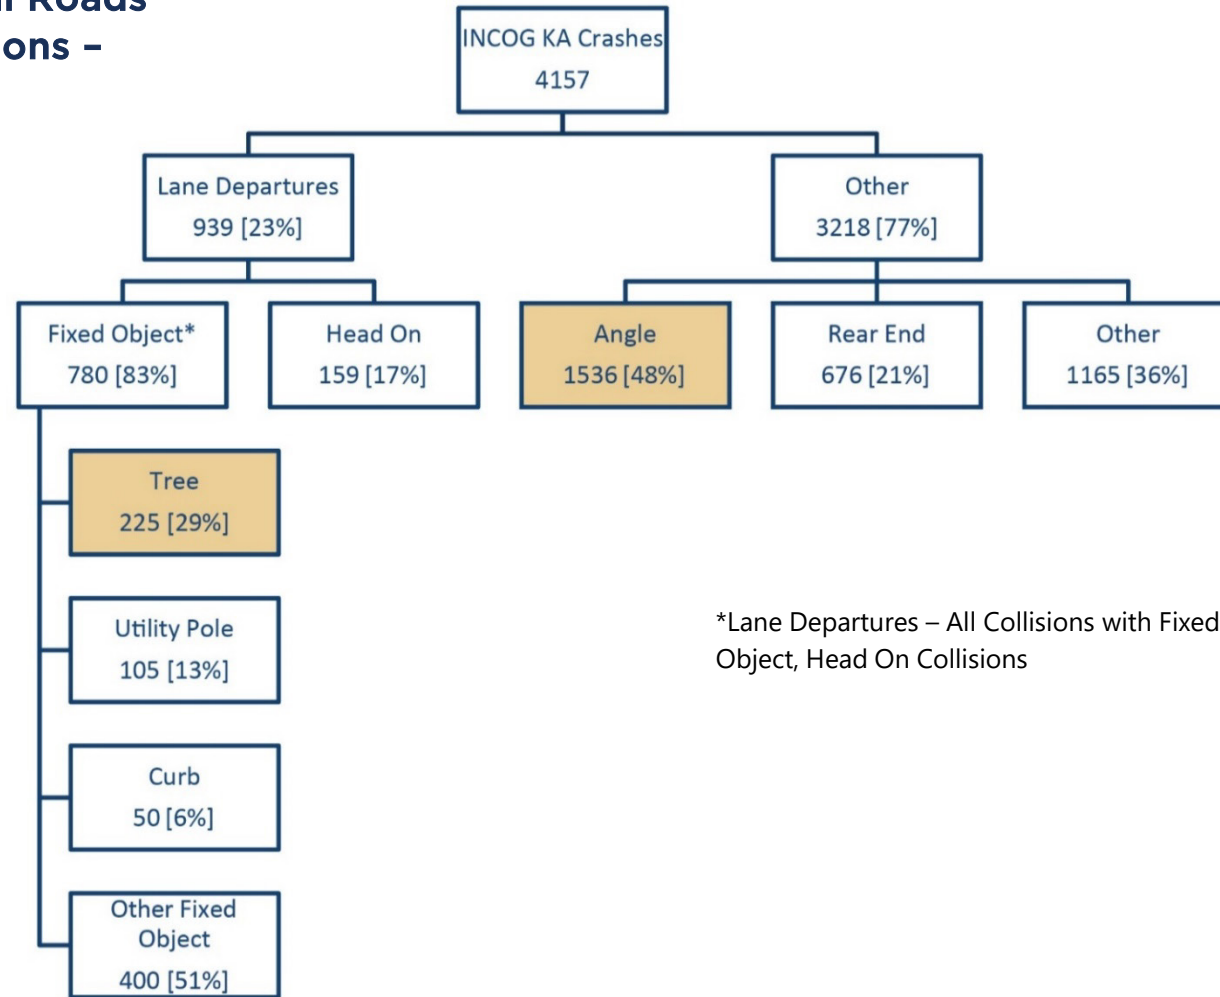 ions –
INCOG KA Crashes
4157
Lane Departures
939 [23%]
Other
3218 [77%]
Fixed Object*
780 [83%]
Head On
159 [17%]
Angle
1536 [48%]
Rear End
676 [21%]
Other
1165 [36%]
Tree
225 [29%]
Utility Pole
105 [13%]
Curb
50 [6%]
Other Fixed
Object
400 [51%]
*Lane Departures – All Collisions with Fixed
Object, Head On Collisions